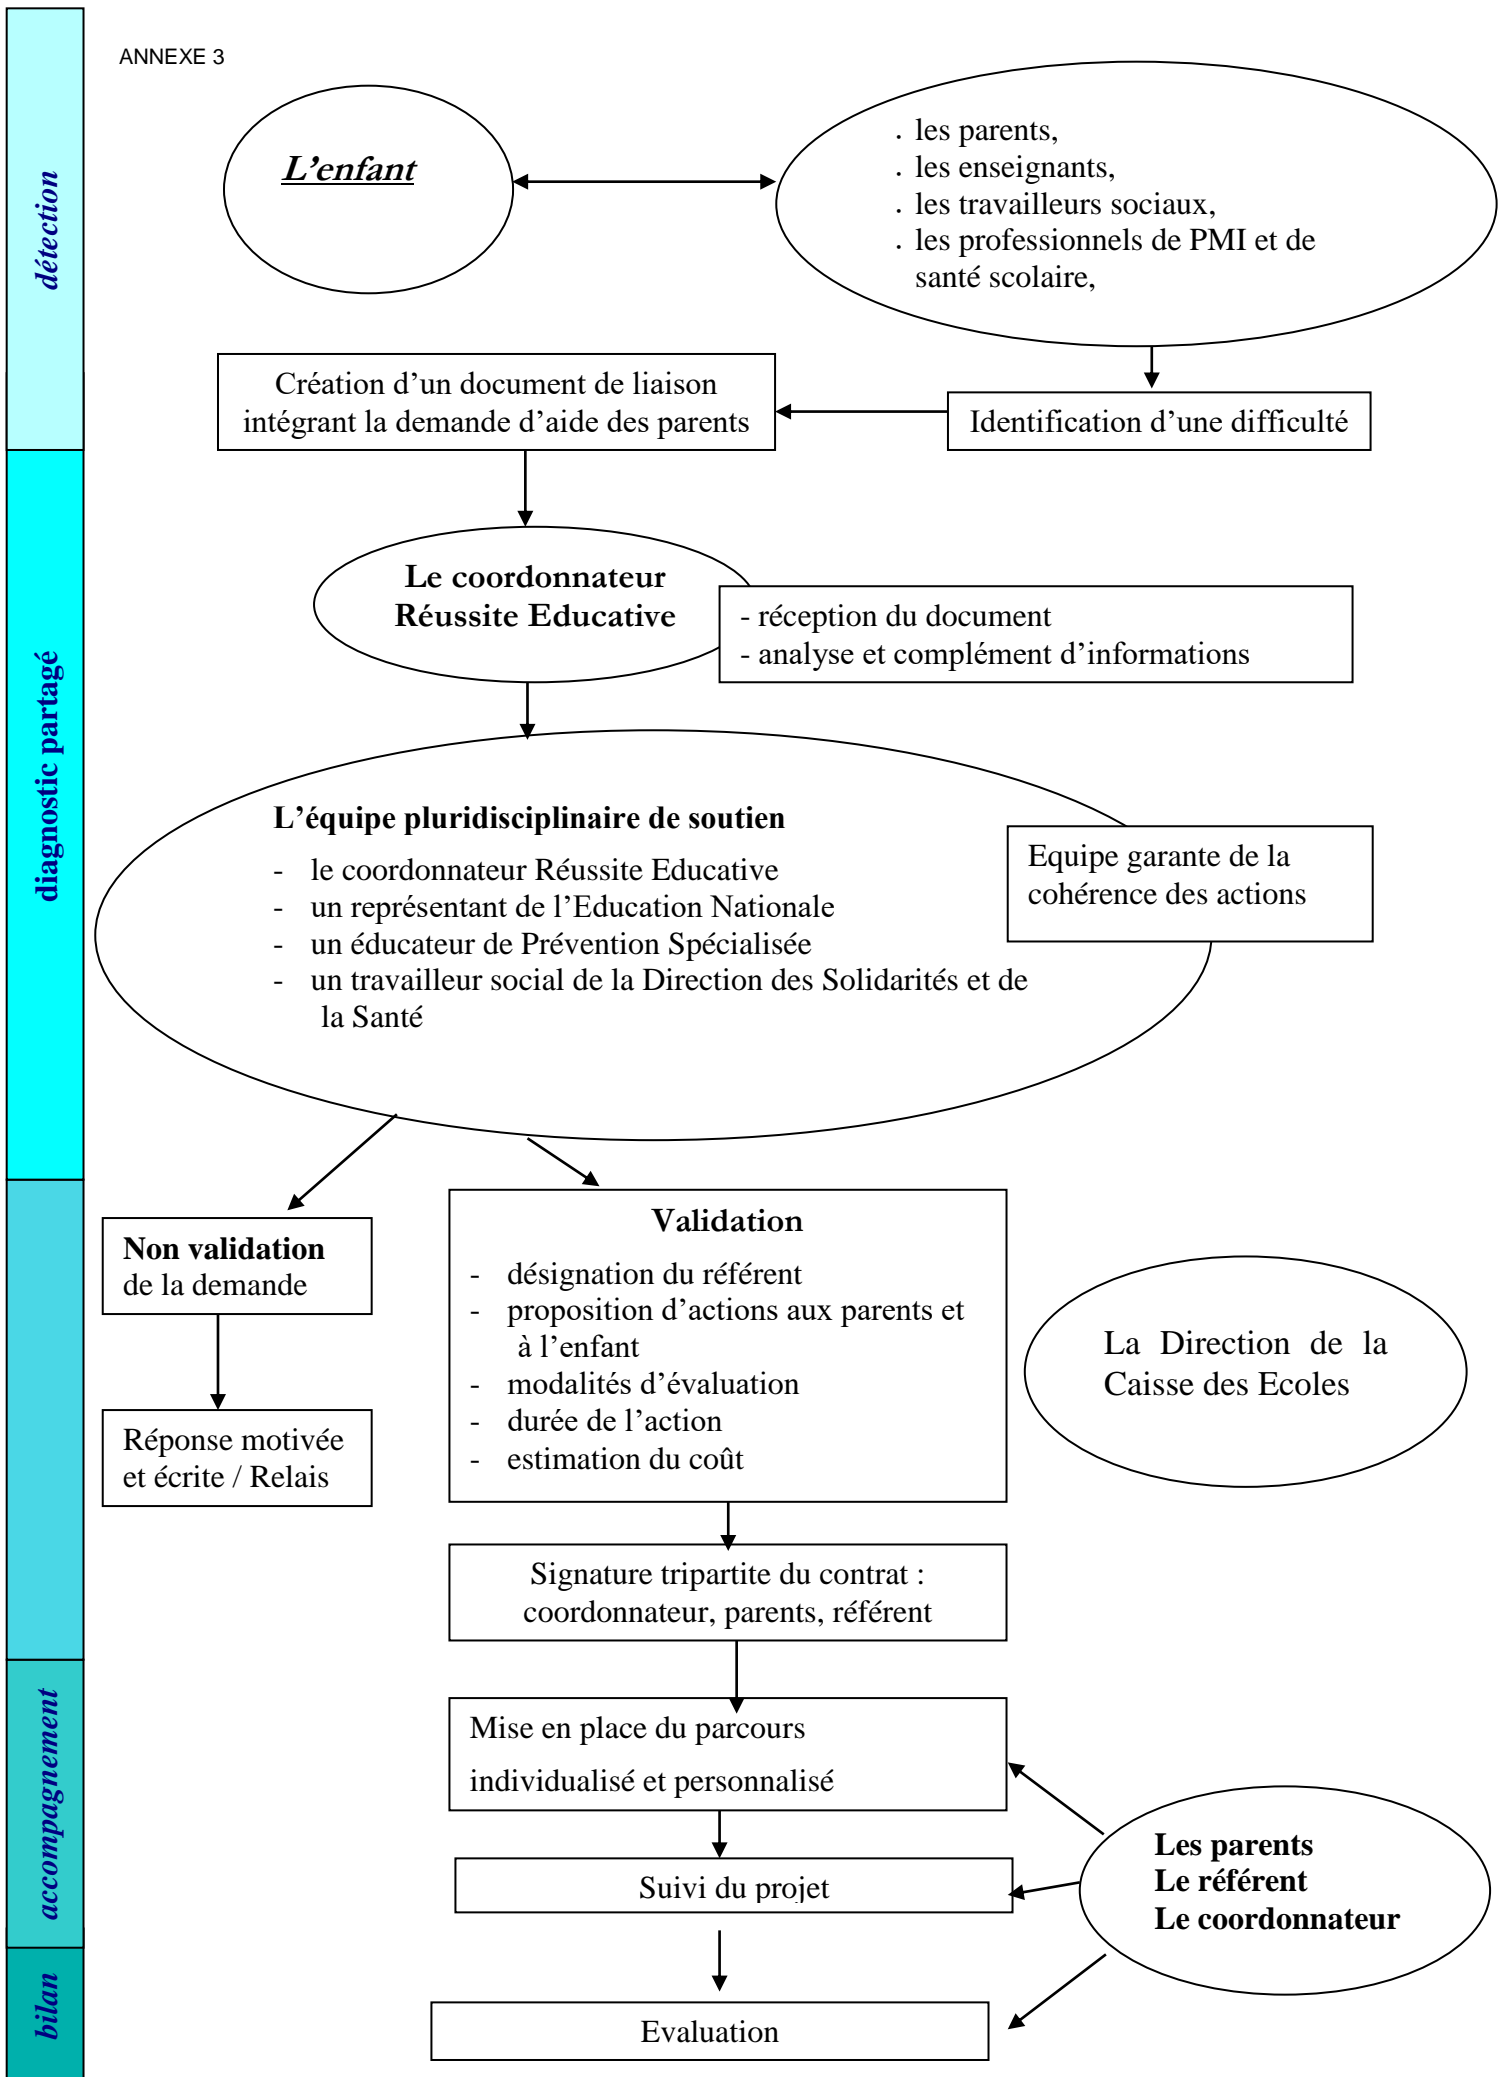 ANNEXE 3
détection
L'enfant
. les parents,
. les enseignants,
. les travailleurs sociaux,
. les professionnels de PMI et de
santé scolaire,
Création d'un document de liaison
intégrant la demande d'aide des parents
Identification d'une difficulté
diagnostic partagé
Le coordonnateur
Réussite Educative
- réception du document
- analyse et complément d'informations
L'équipe pluridisciplinaire de soutien
- le coordonnateur Réussite Educative
- un représentant de l'Education Nationale
- un éducateur de Prévention Spécialisée
- un travailleur social de la Direction des Solidarités et de
la Santé
Equipe garante de la
cohérence des actions
Non validation
de la demande
Réponse motivée
et écrite / Relais
Validation
- désignation du référent
- proposition d'actions aux parents et
à l'enfant
- modalités d'évaluation
- durée de l'action
- estimation du coût
La Direction de la
Caisse des Ecoles
Signature tripartite du contrat :
coordonnateur, parents, référent
accompagnement
Mise en place du parcours
individualisé et personnalisé
Suivi du projet
Les parents
Le référent
Le coordonnateur
bilan
Evaluation